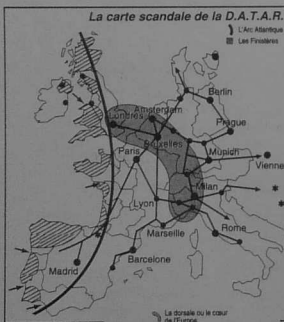 La carte scandale de la D.A.T.A.R.
L'Arc Atlantique
Les Finistères
Berlin
Amsterdam
Londres
Prague
Bruxelles
Paris
Munich
Vienne
Milan
Lyon
Marseille
Rome
Madrid
Barcelone
La dorsale ou le cœur
de l'Europe